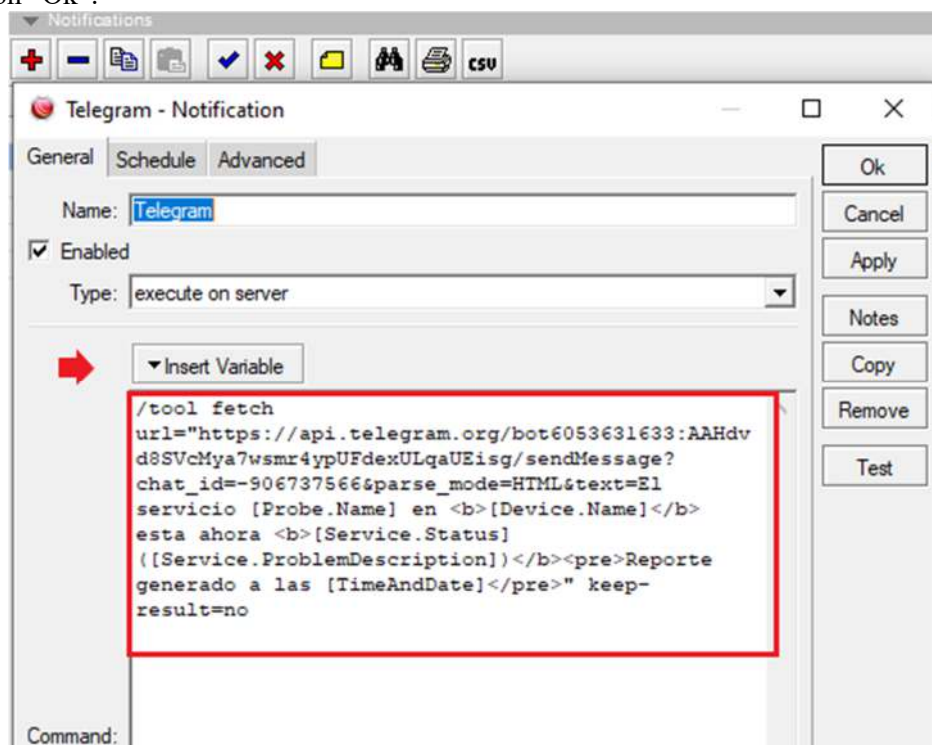 on "Ok".
Notifications
csv
Telegram - Notification
General Schedule Advanced
Ok
Name: Telegram
Cancel
Enabled
Apply
Type: execute on server
Notes
Insert Variable
Copy
/tool fetch
Remove
url="https://api.telegram.org/bot6053631633:AAHdv
d8SVcMya7wsmr4ypUFdexULqaUEisg/sendMessage?
Test
chat_id=-906737566&parse_mode=HTML&text=El
servicio [Probe.Name] en <b>[Device.Name]</b>
esta ahora <b>[Service.Status]
([Service.ProblemDescription])</b><pre>Reporte
generado a las [TimeAndDate]</pre>" keep-
result=no
Command: